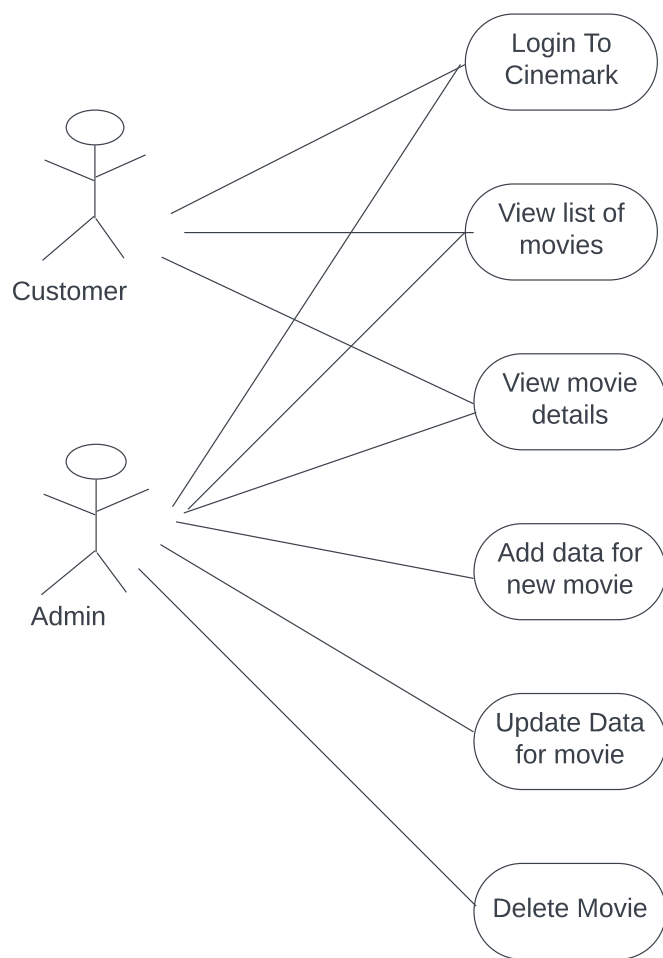 Login To
Cinemark
View list of
movies
Customer
View movie
details
Add data for
new movie
Admin
Update Data
for movie
Delete Movie